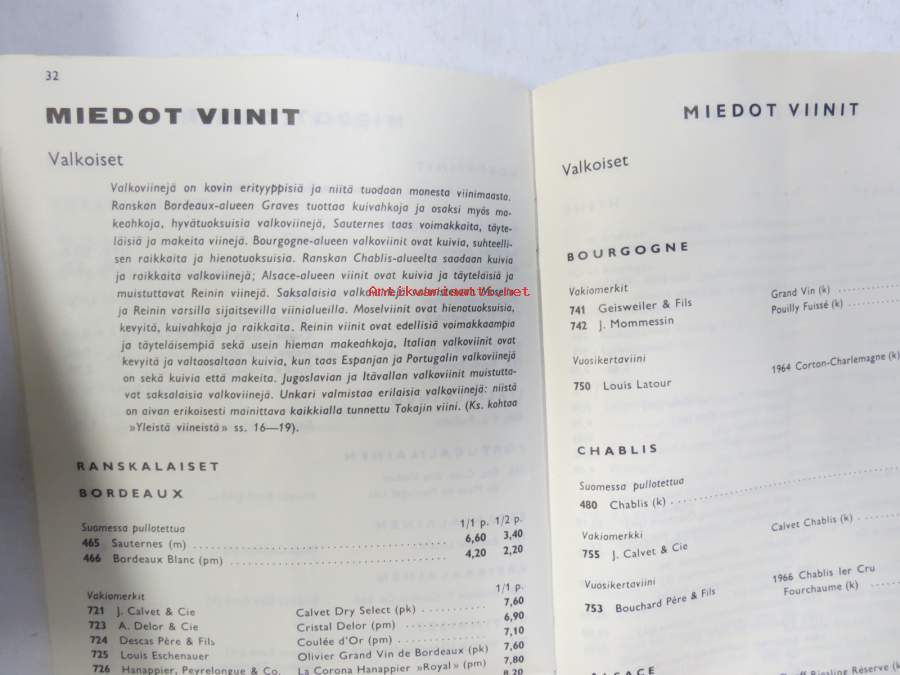 32
MIEDOT VIINIT
Valkoiset
Valkoviinejä on kovin erityyppisiä ja niitä tuodaan monesta viinimaasta.
Ranskan Bordeaux-alueen Graves tuottaa kuivahkoja ja osaksi myös ma-
keahkoja, hyvätuoksuisia valkoviinejä, Sauternes taas voimakkaita, täyte-
läisiä ja makeita viinejä. Bourgogne-alueen valkoviinit ovat kuivia, suhteelli-
sen raikkaita ja hienotuoksuisia. Ranskan Chablis-alueelta saadaan kuivia
ja raikkaita valkoviinejä; Alsace-alueen viinit ovat kuivia ja täyteläisiä ja
muistuttavat Reinin viinejä. Saksalaisia valkoviinejä valmistetaan Moselin
ja Reinin varsilla sijaitsevilla viinialueilla. Moselviinit ovat hienotuoksuisia,
kevyitä, kuivahkoja ja raikkaita. Reinin viinit ovat edellisiä voimakkaampia
ja täyteläisempiä sekä usein hieman makeahkoja, Italian valkoviinit ovat
kevyitä ja valtaosaltaan kuivia, kun taas Espanjan ja Portugalin valkoviinejä
on sekä kuivia että makeita. Jugoslavian ja Itävallan valkoviinit muistutta-
vat saksalaisia valkoviinejä. Unkari valmistaa erilaisia valkoviinejä: niistä
on aivan erikoisesti mainittava kaikkialla tunnettu Tokajin viini. (Ks. kohtaa
»Yleistä viineistä» ss. 16—19).
RANSKALAISET
BORDEAUX
Suomessa pullotettua 1/1 p. 1/2 p.
465 Sauternes (m) 6,60 3,40
466 Bordeaux Blanc (pm) 4,20 2,20
Vakiomerkit 1/1 p.
721 J. Calvet & Cie Calvet Dry Select (pk) 7,60
723 A. Delor & Cie Cristal Delor (pm) 6,90
724 Descas Père & Fils Coulée d'Or (pm) 7,10
725 Louis Eschenauer Olivier Grand Vin de Bordeaux (pk) 7,60
726 Hanappier, Peyrelongue & Co. La Corona Hanappier »Royal» (pm) 7,80
8,20
MIEDOT VIINIT
Valkoiset
BOURGOGNE
Vakiomerkit
741 Geisweiler & Fils Grand Vin (k)
742 J. Mommessin Pouilly Fuissé (k)
Vuosikertaviini
750 Louis Latour 1964 Corton-Charlemagne (k)
CHABLIS
Suomessa pullotettua
480 Chablis (k)
Vakiomerkki
755 J. Calvet & Cie Calvet Chablis (k)
Vuosikertaviini
753 Bouchard Père & Fils 1966 Chablis Ier Cru
Fourchaume (k)
ALSACE
Riesling Réserve (k
Antikvariaatti.net